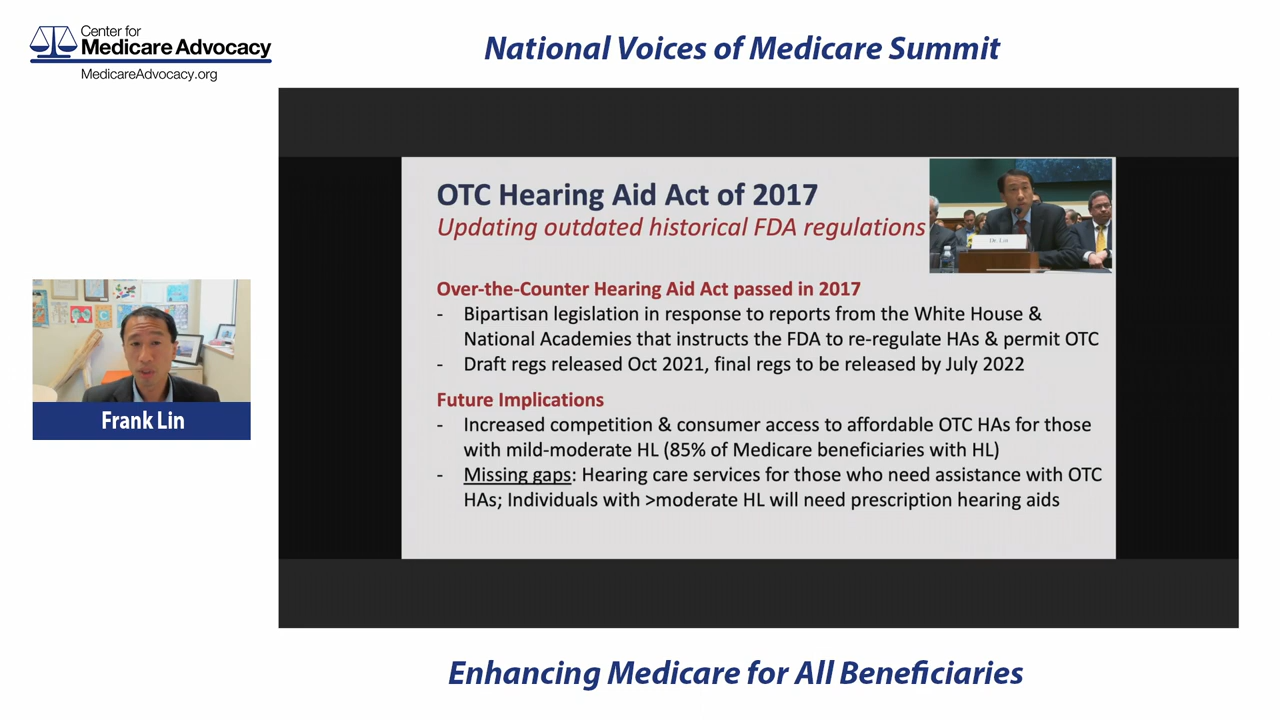 Center for
Medicare Advocacy
MedicareAdvocacy.org
National Voices of Medicare Summit
OTC Hearing Aid Act of 2017
Updating outdated historical FDA regulations
Dr. Lin
Over-the-Counter Hearing Aid Act passed in 2017
- Bipartisan legislation in response to reports from the White House &
National Academies that instructs the FDA to re-regulate HAs & permit OTC
- Draft regs released Oct 2021, final regs to be released by July 2022
Future Implications
- Increased competition & consumer access to affordable OTC HAs for those
with mild-moderate HL (85% of Medicare beneficiaries with HL)
- Missing gaps: Hearing care services for those who need assistance with OTC
HAs; Individuals with >moderate HL will need prescription hearing aids
Frank Lin
Enhancing Medicare for All Beneficiaries